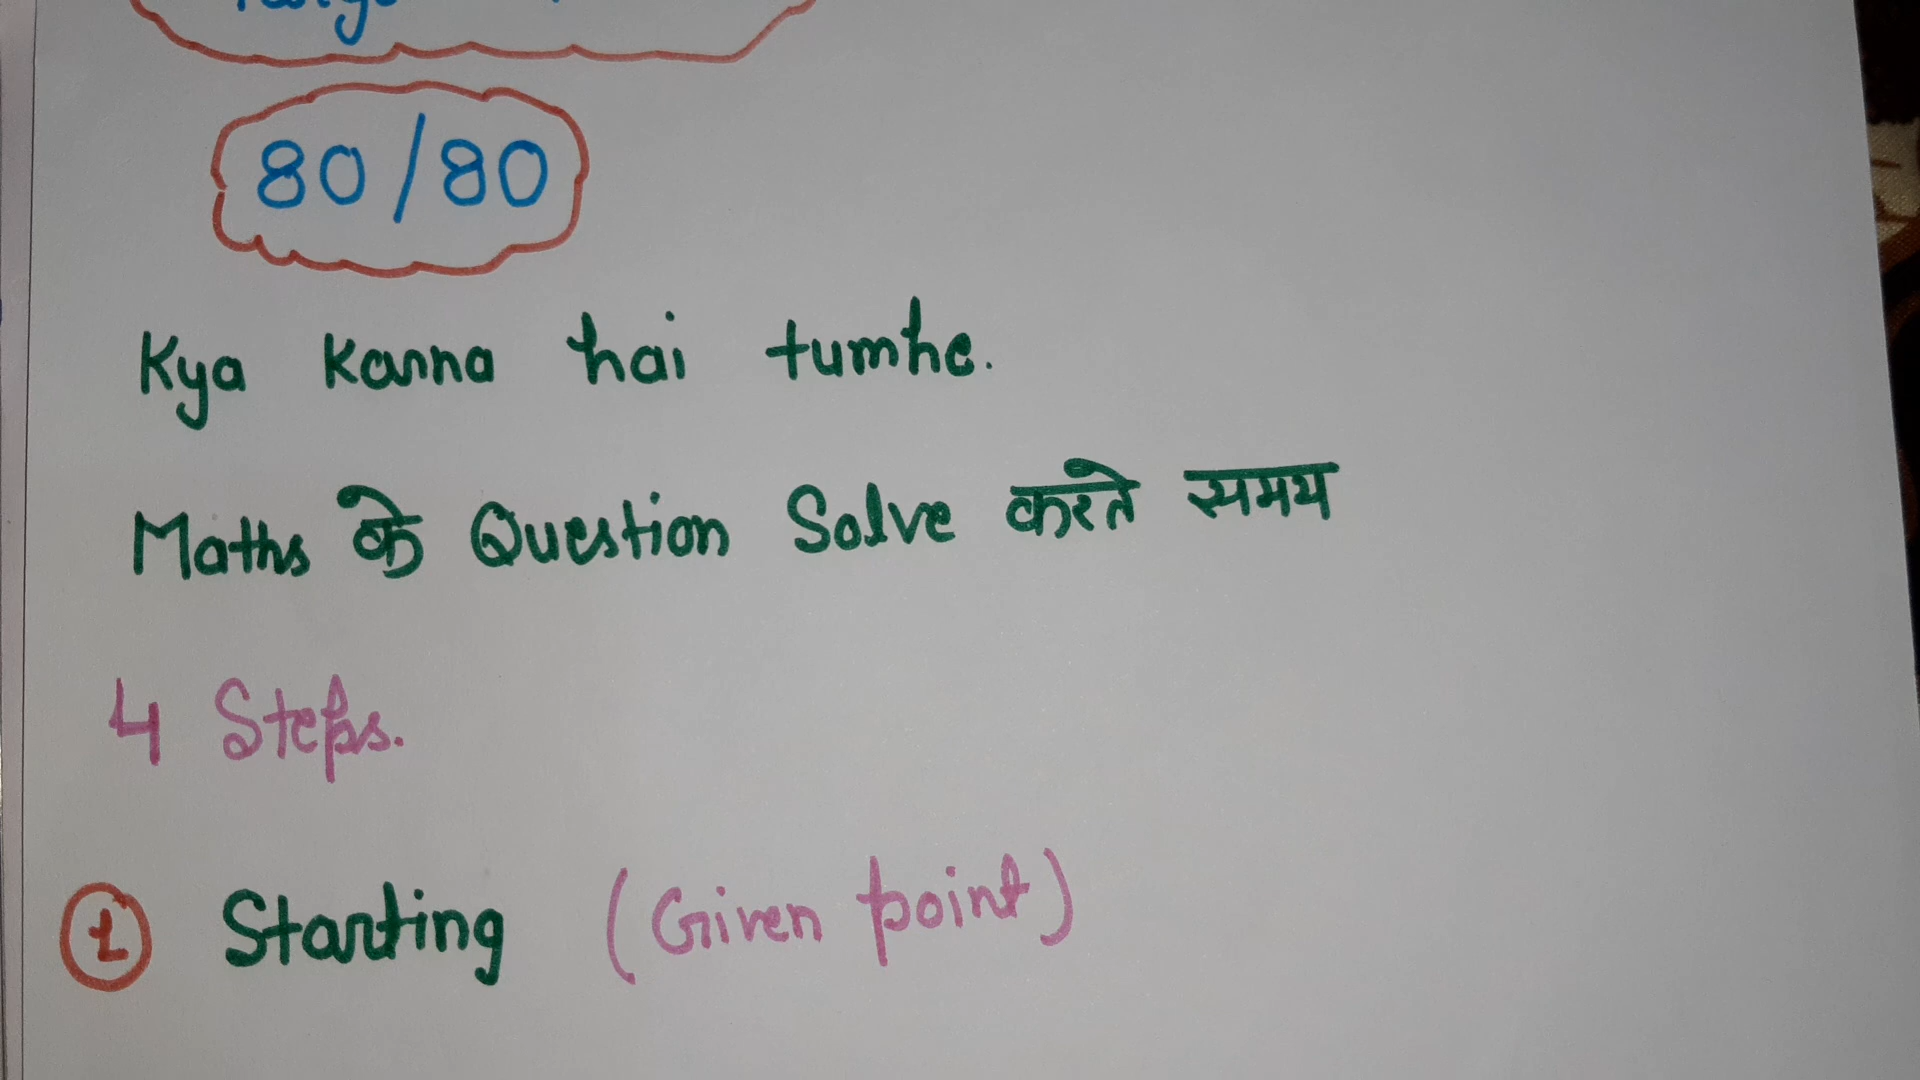 80/80
Kya Karna hai tumhe.
Maths के Question Solve करते समय
4 Steps.
1 Starting (Given point)